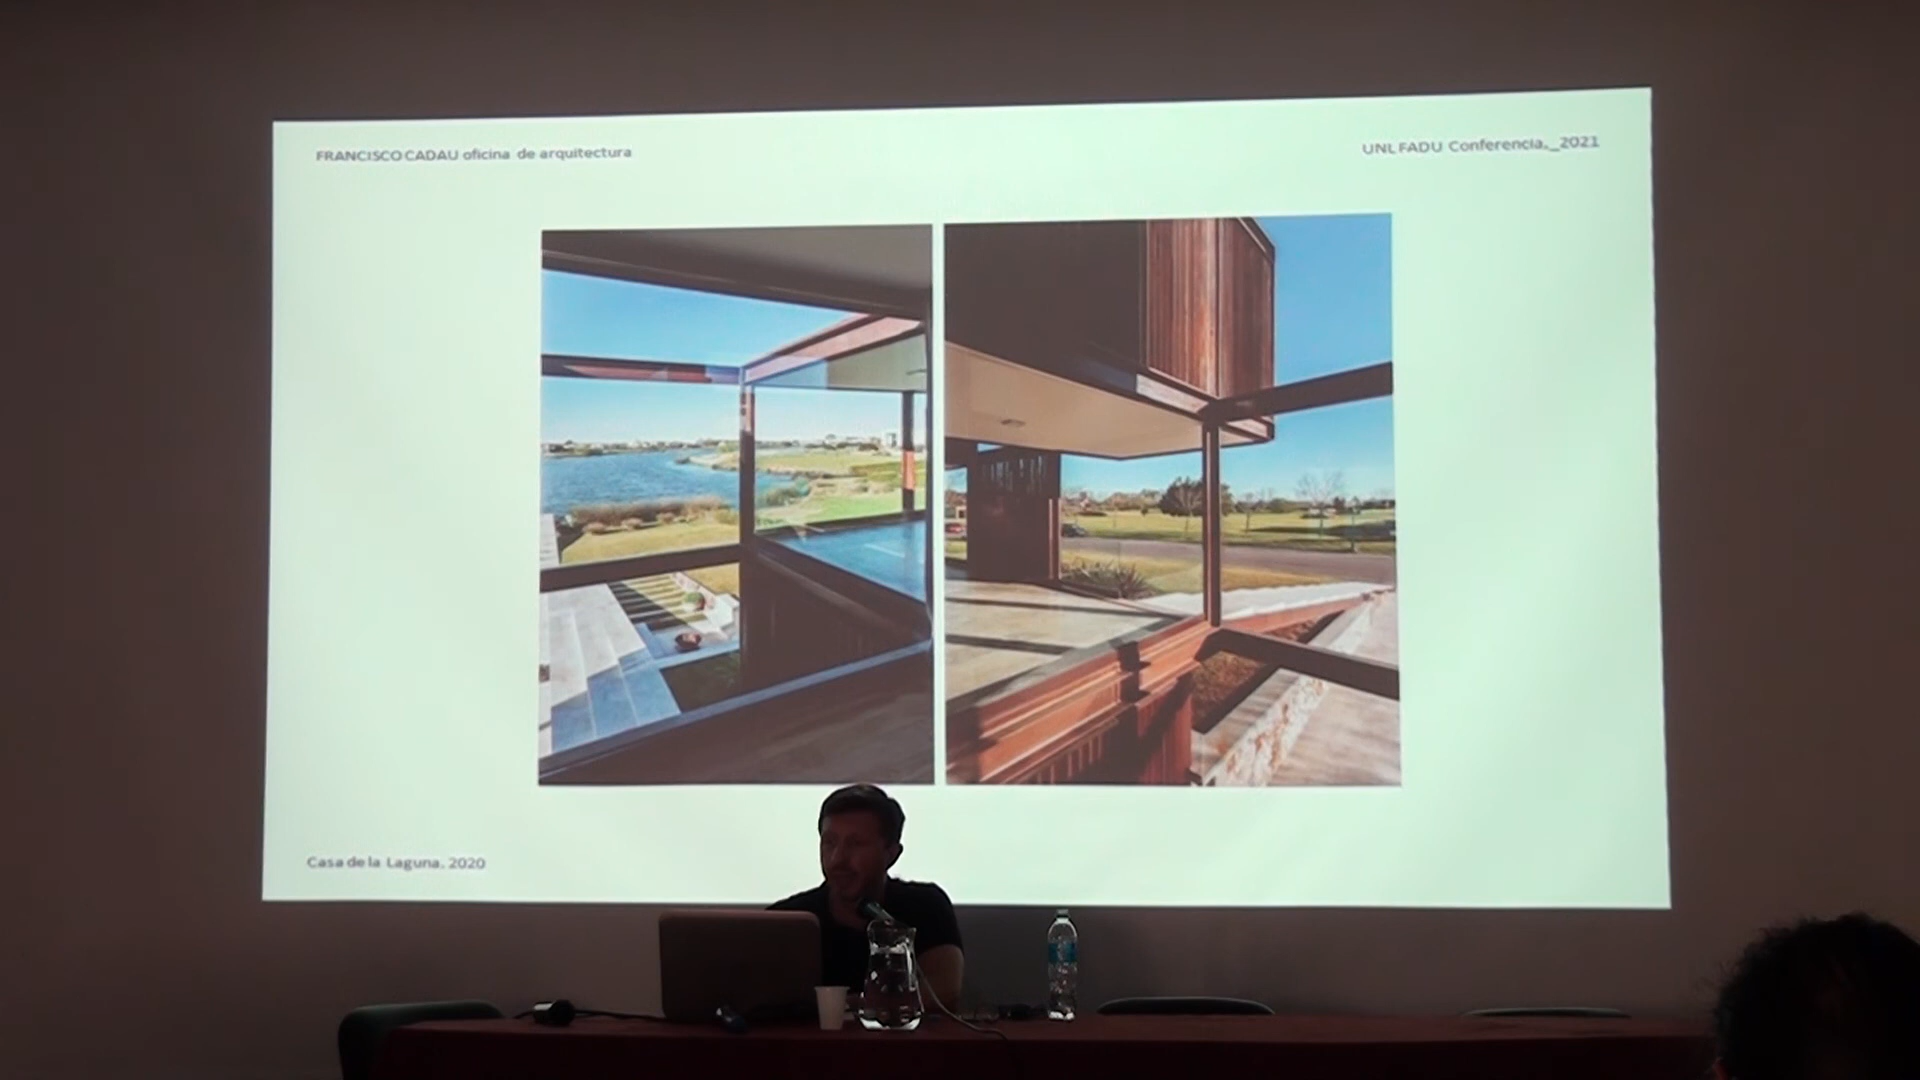 FRANCISCO CADAU oficina de arquitectura
UNL FADU Conferencia._2021
Casa de la Laguna. 2020